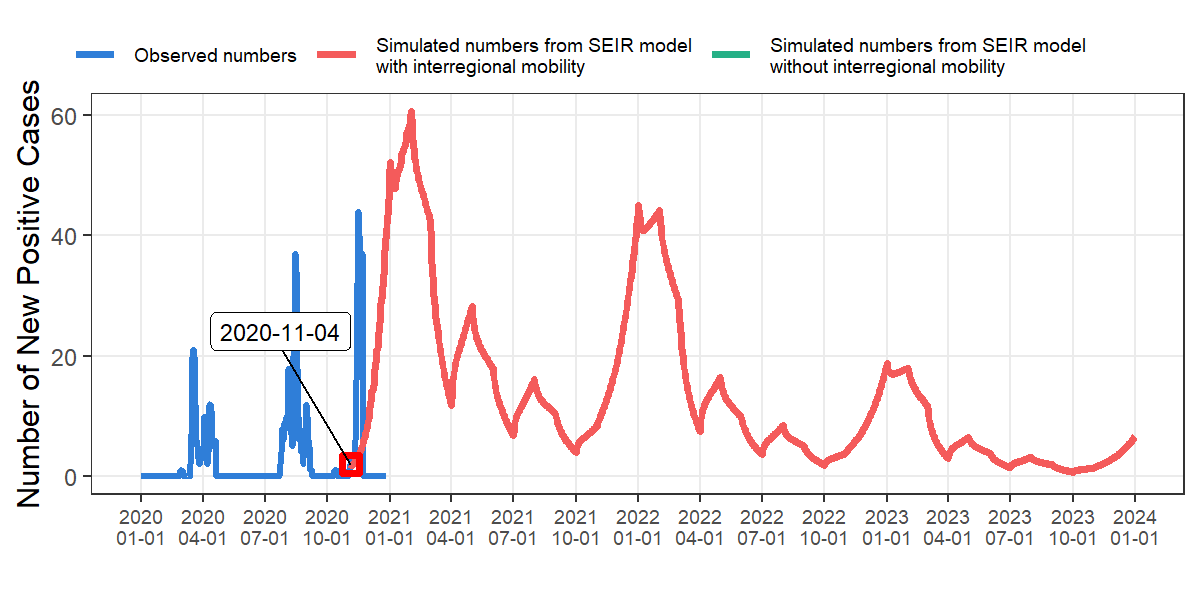 Observed numbers
Simulated numbers from SEIR model
with interregional mobility
Simulated numbers from SEIR model
without interregional mobility
Number of New Positive Cases
60
40
20
0
2020-11-04
2020 2020 2020 2020 2021 2021 2021 2021 2022 2022 2022 2022 2023 2023 2023 2023 2024
01-01 04-01 07-01 10-01 01-01 04-01 07-01 10-01 01-01 04-01 07-01 10-01 01-01 04-01 07-01 10-01 01-01